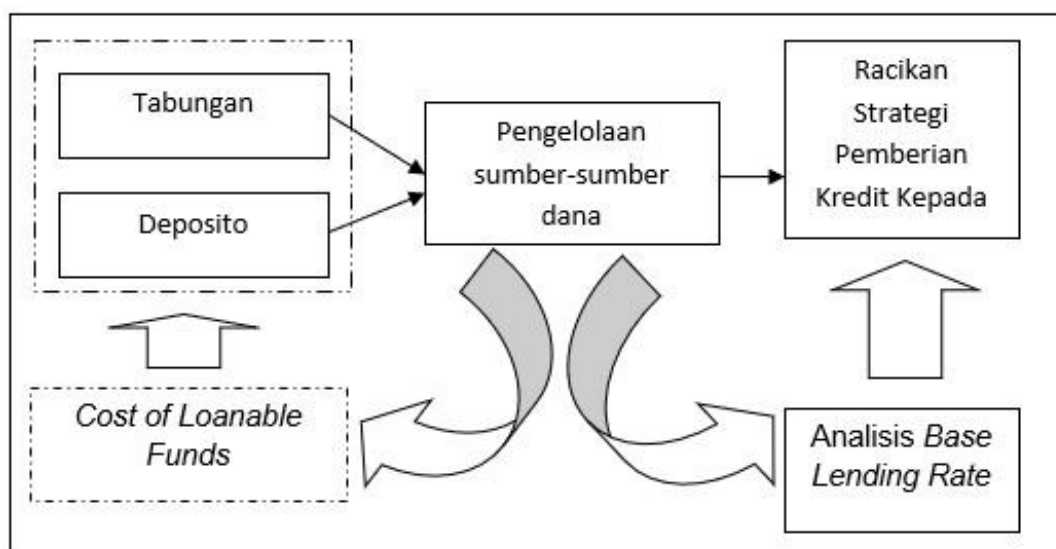 Tabungan
Deposito
Pengelolaan
sumber-sumber
dana
Racikan
Strategi
Pemberian
Kredit Kepada
Cost of Loanable
Funds
Analisis Base
Lending Rate